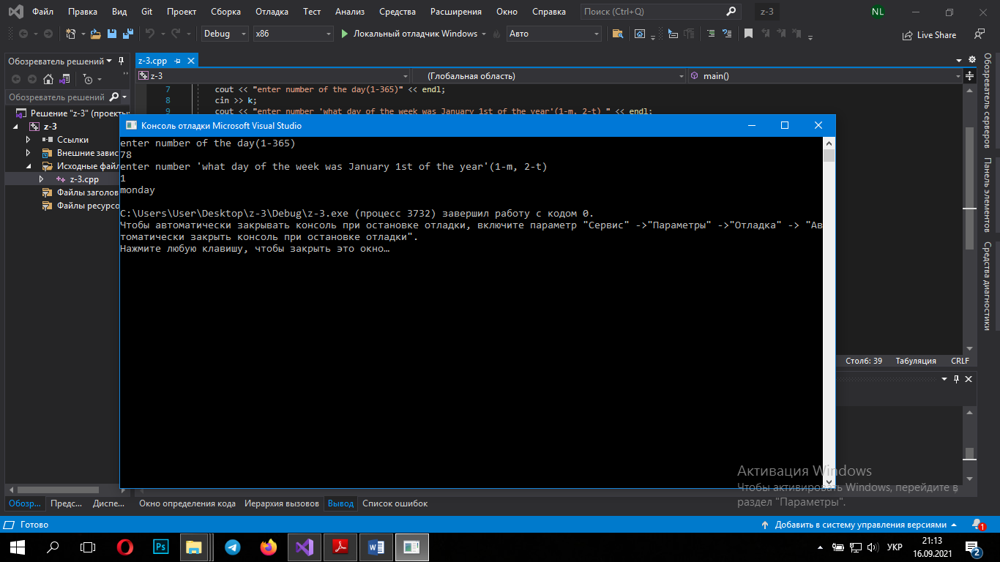 Файл Правка Вид Git Проект Сборка Отладка Тест Анализ Средства Расширения Окно Справка Поиск (Ctrl+Q) z-3 NL
Debug x86 Локальный отладчик Windows Авто Live Share
Обозреватель решений
Обозреватель решений
Решение "z-3" (проекты
z-3
Ссылки
Внешние завис
Исходные файл
z-3.cpp
Файлы заголов
Файлы ресурсо
z-3.cpp
z-3 (Глобальная область) main()
7 cout << "enter number of the day(1-365)" << endl;
8 cin >> k;
9 cout << "enter number 'what day of the week was January 1st of the year'(1-m, 2-t) " << endl;
Консоль отладки Microsoft Visual Studio
enter number of the day(1-365)
78
enter number 'what day of the week was January 1st of the year'(1-m, 2-t)
1
monday
C:\Users\User\Desktop\z-3\Debug\z-3.exe (процесс 3732) завершил работу с кодом 0.
Чтобы автоматически закрывать консоль при остановке отладки, включите параметр "Сервис" ->"Параметры" ->"Отладка" -> "Ав
томатически закрыть консоль при остановке отладки".
Нажмите любую клавишу, чтобы закрыть это окно…
Обозреватель серверов
Панель элементов
Средства диагностики
Столб: 39 Табуляция CRLF
Активация Windows
Чтобы активировать Windows, перейдите в
раздел "Параметры".
Обозр... Предс... Диспе... Окно определения кода Иерархия вызовов Вывод Список ошибок
Готово Добавить в систему управления версиями 1
Ps W УКР 21:13
16.09.2021
2